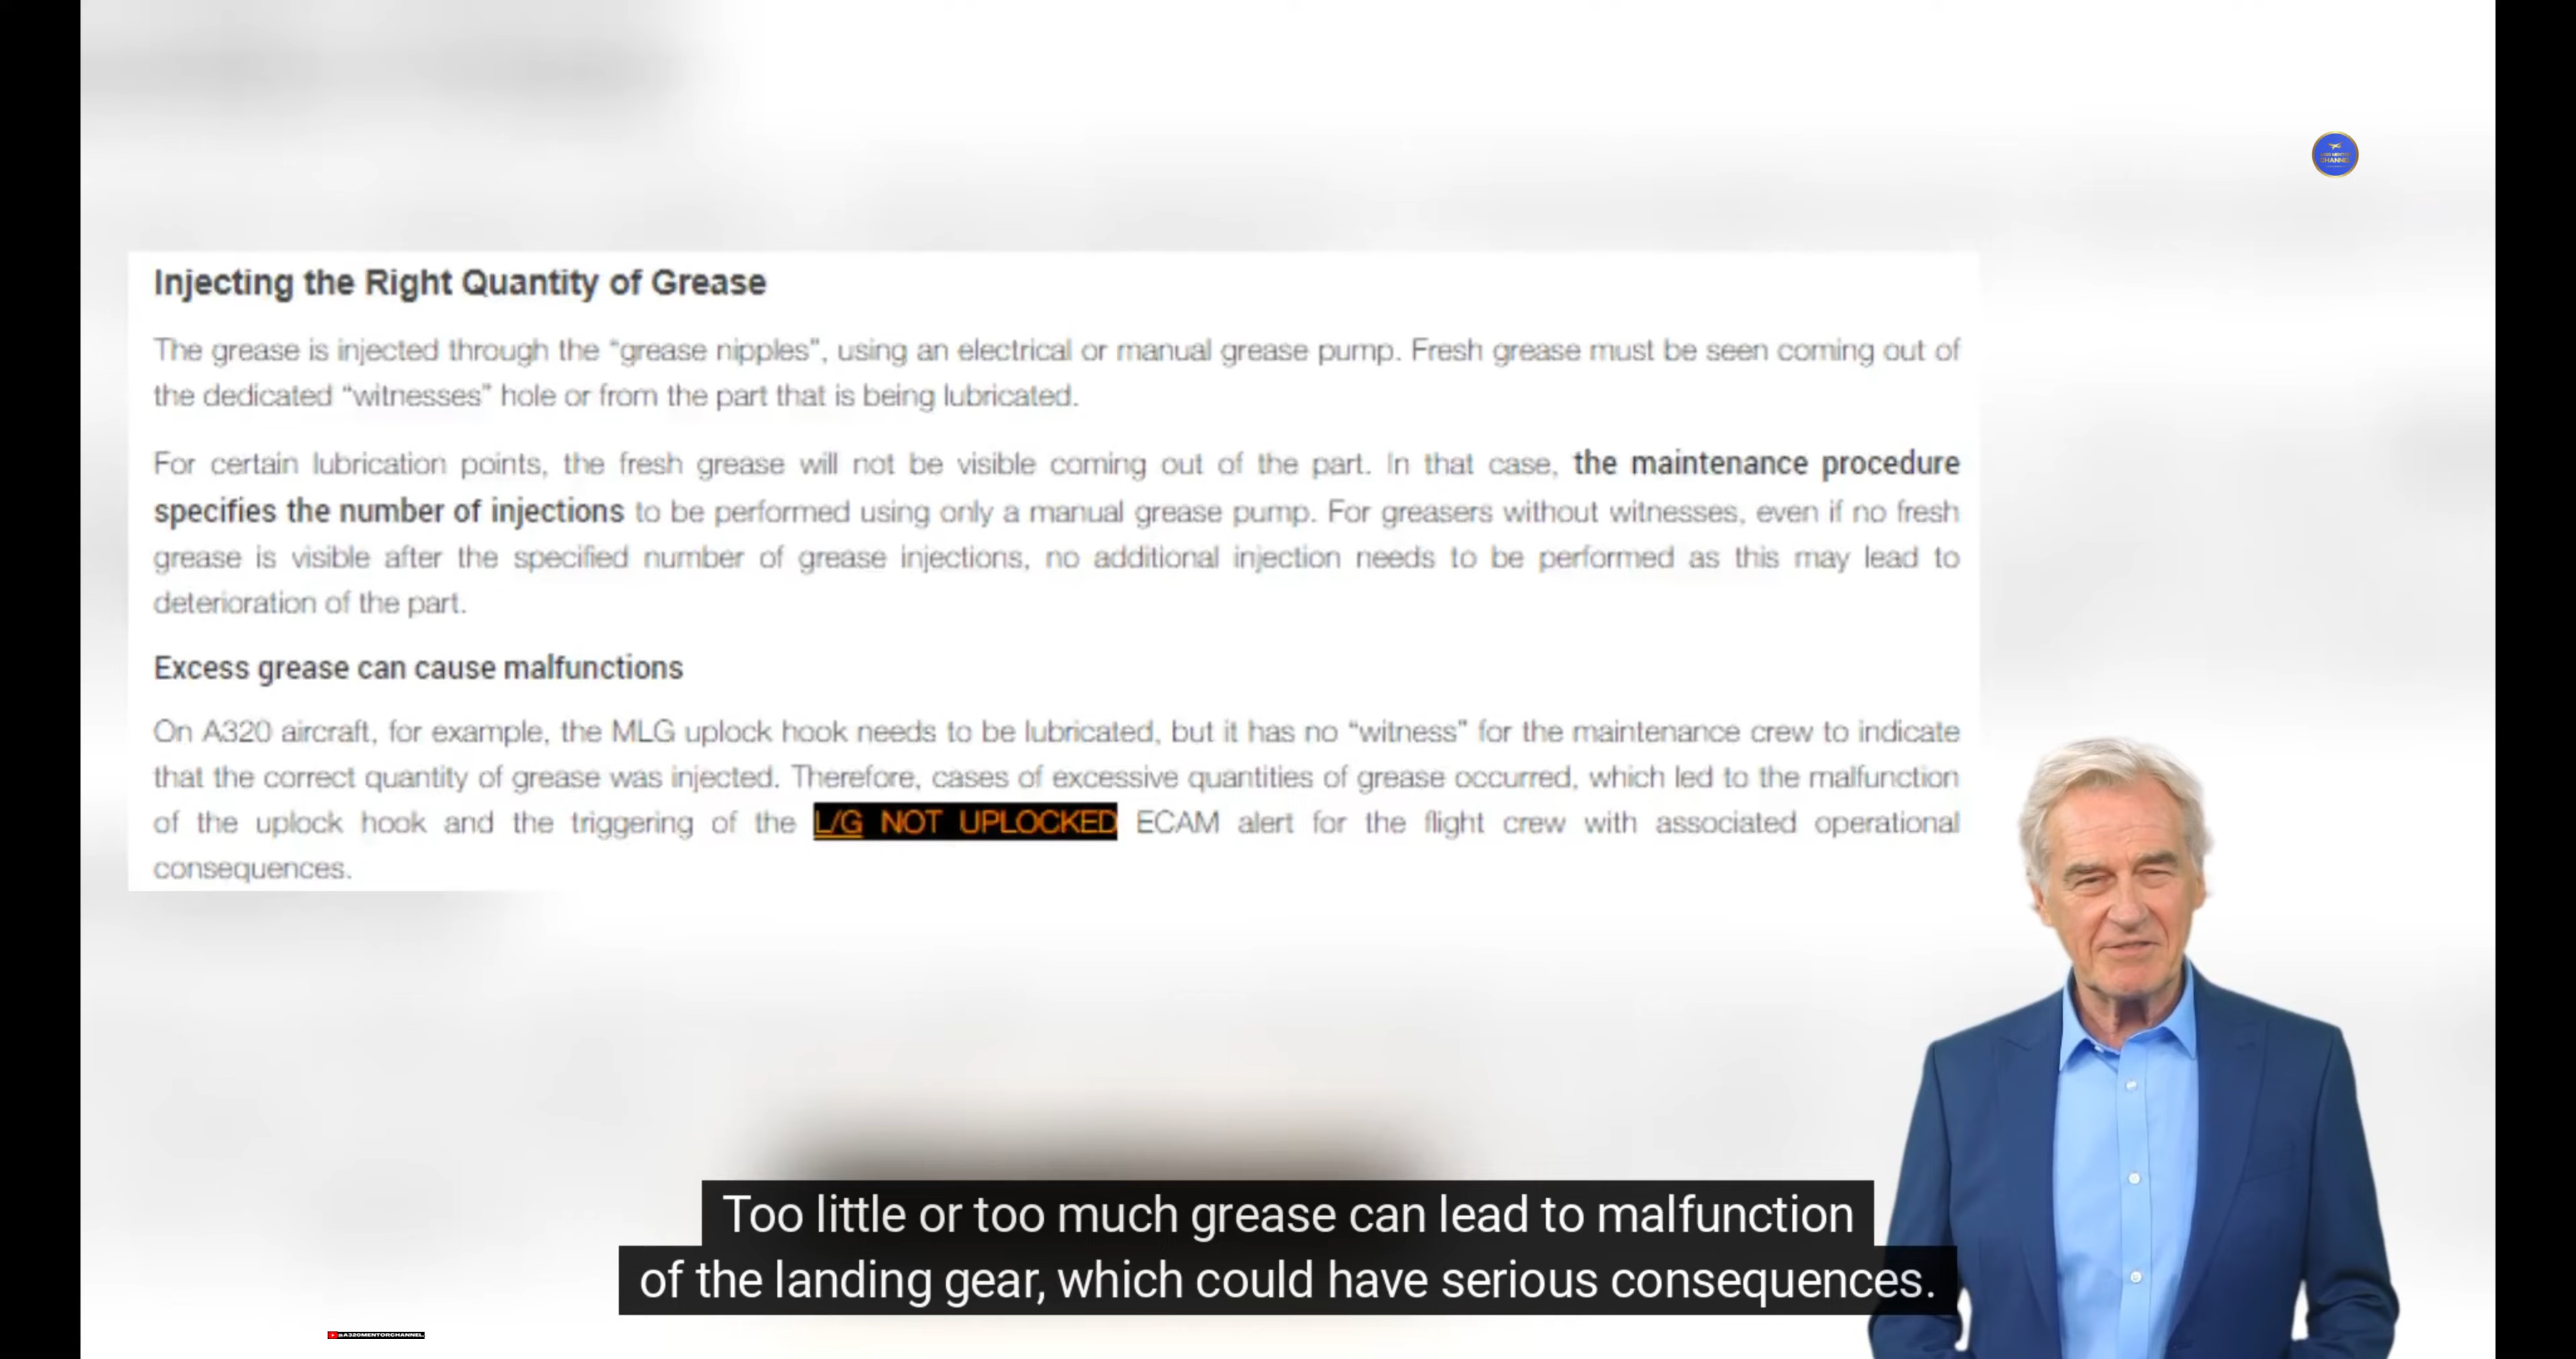 CHANNEL
Injecting the Right Quantity of Grease
The grease is injected through the “grease nipples”, using an electrical or manual grease pump. Fresh grease must be seen coming out of
the dedicated “witnesses” hole or from the part that is being lubricated.
For certain lubrication points, the fresh grease will not be visible coming out of the part. In that case, the maintenance procedure
specifies the number of injections to be performed using only a manual grease pump. For greasers without witnesses, even if no fresh
grease is visible after the specified number of grease injections, no additional injection needs to be performed as this may lead to
deterioration of the part.
Excess grease can cause malfunctions
On A320 aircraft, for example, the MLG uplock hook needs to be lubricated, but it has no “witness” for the maintenance crew to indicate
that the correct quantity of grease was injected. Therefore, cases of excessive quantities of grease occurred, which led to the malfunction
of the uplock hook and the triggering of the L/G NOT UPLOCKED ECAM alert for the flight crew with associated operational
consequences.
Too little or too much grease can lead to malfunction
of the landing gear, which could have serious consequences.
@A320MENTORCHANNEL